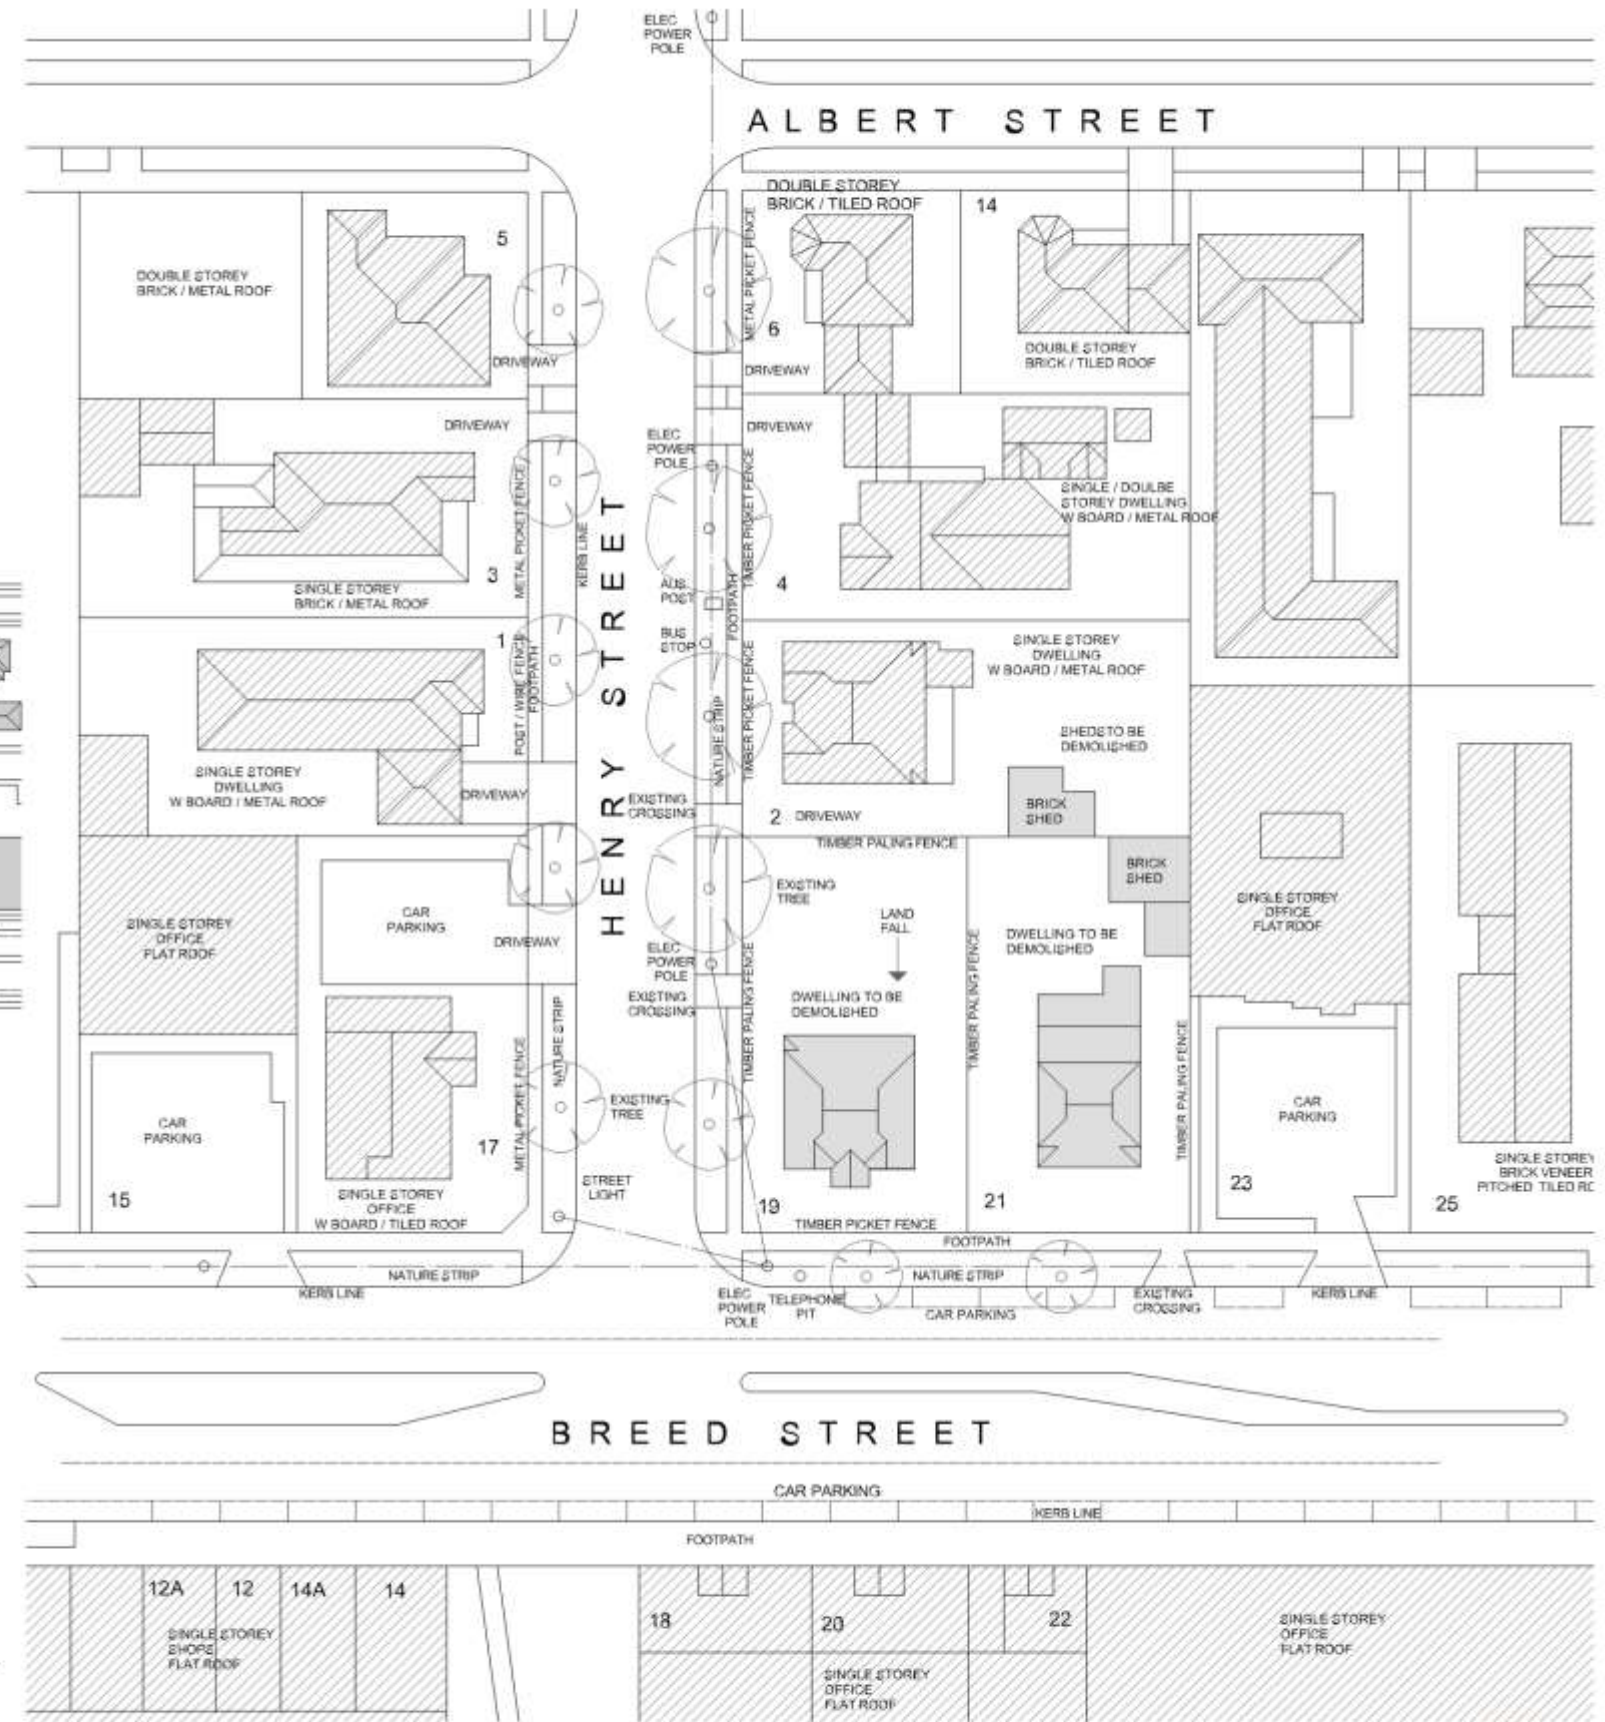 ELEC
POWER
POLE
ALBERT STREET
DOUBLE STOREY
BRICK / TILED ROOF
14
5
DOUBLE STOREY
BRICK / METAL ROOF
METAL PICKET FENCE
6
DRIVEWAY
DRIVEWAY
DOUBLE STOREY
BRICK / TILED ROOF
DRIVEWAY
DRIVEWAY
ELEC
POWER
POLE
METAL PICKET FENCE
KERB LINE
TIMBER PICKET FENCE
SINGLE / DOULBE
STOREY DWELLING
W BOARD / METAL ROOF
HENRY STREET
3
SINGLE STOREY
BRICK / METAL ROOF
AUS
POST
FOOTPATH
4
1
POST / WIRE FENCE
FOOTPATH
BUS
STOP
TIMBER PICKET FENCE
NATURE STRIP
SINGLE STOREY
DWELLING
W BOARD / METAL ROOF
SHEDS TO BE
DEMOLISHED
SINGLE STOREY
DWELLING
W BOARD / METAL ROOF
DRIVEWAY
EXISTING
CROSSING
2 DRIVEWAY
BRICK
SHED
TIMBER PALING FENCE
BRICK
SHED
EXISTING
TREE
SINGLE STOREY
OFFICE
FLAT ROOF
CAR
PARKING
LAND
FALL
SINGLE STOREY
OFFICE
FLAT ROOF
DRIVEWAY
DWELLING TO BE
DEMOLISHED
ELEC
POWER
POLE
EXISTING
CROSSING
TIMBER PALING FENCE
TIMBER PALING FENCE
DWELLING TO BE
DEMOLISHED
NATURE STRIP
METAL PICKET FENCE
TIMBER PALING FENCE
EXISTING
TREE
CAR
PARKING
CAR
PARKING
17
SINGLE STOREY
BRICK VENEER
STREET
LIGHT
15
SINGLE STOREY
OFFICE
W BOARD / TILED ROOF
19
21
23
25
TIMBER PICKET FENCE
FOOTPATH
NATURE STRIP
NATURE STRIP
KERB LINE
ELEC
POWER
POLE
TELEPHONE
PIT
CAR PARKING
EXISTING
CROSSING
KERB LINE
BREED STREET
CAR PARKING
KERB LINE
FOOTPATH
12A 12 14A 14
SINGLE STOREY
SHOPS
FLAT ROOF
18
20
22
SINGLE STOREY
OFFICE
FLAT ROOF
SINGLE STOREY
OFFICE
FLAT ROOF